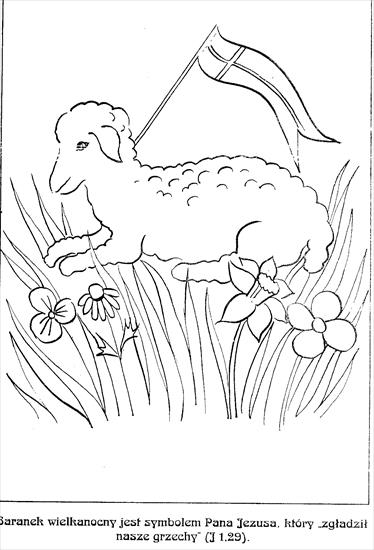 Baranek wielkanocny jest symbolem Pana Jezusa, który „zgładził
nasze grzechy” (J 1,29).